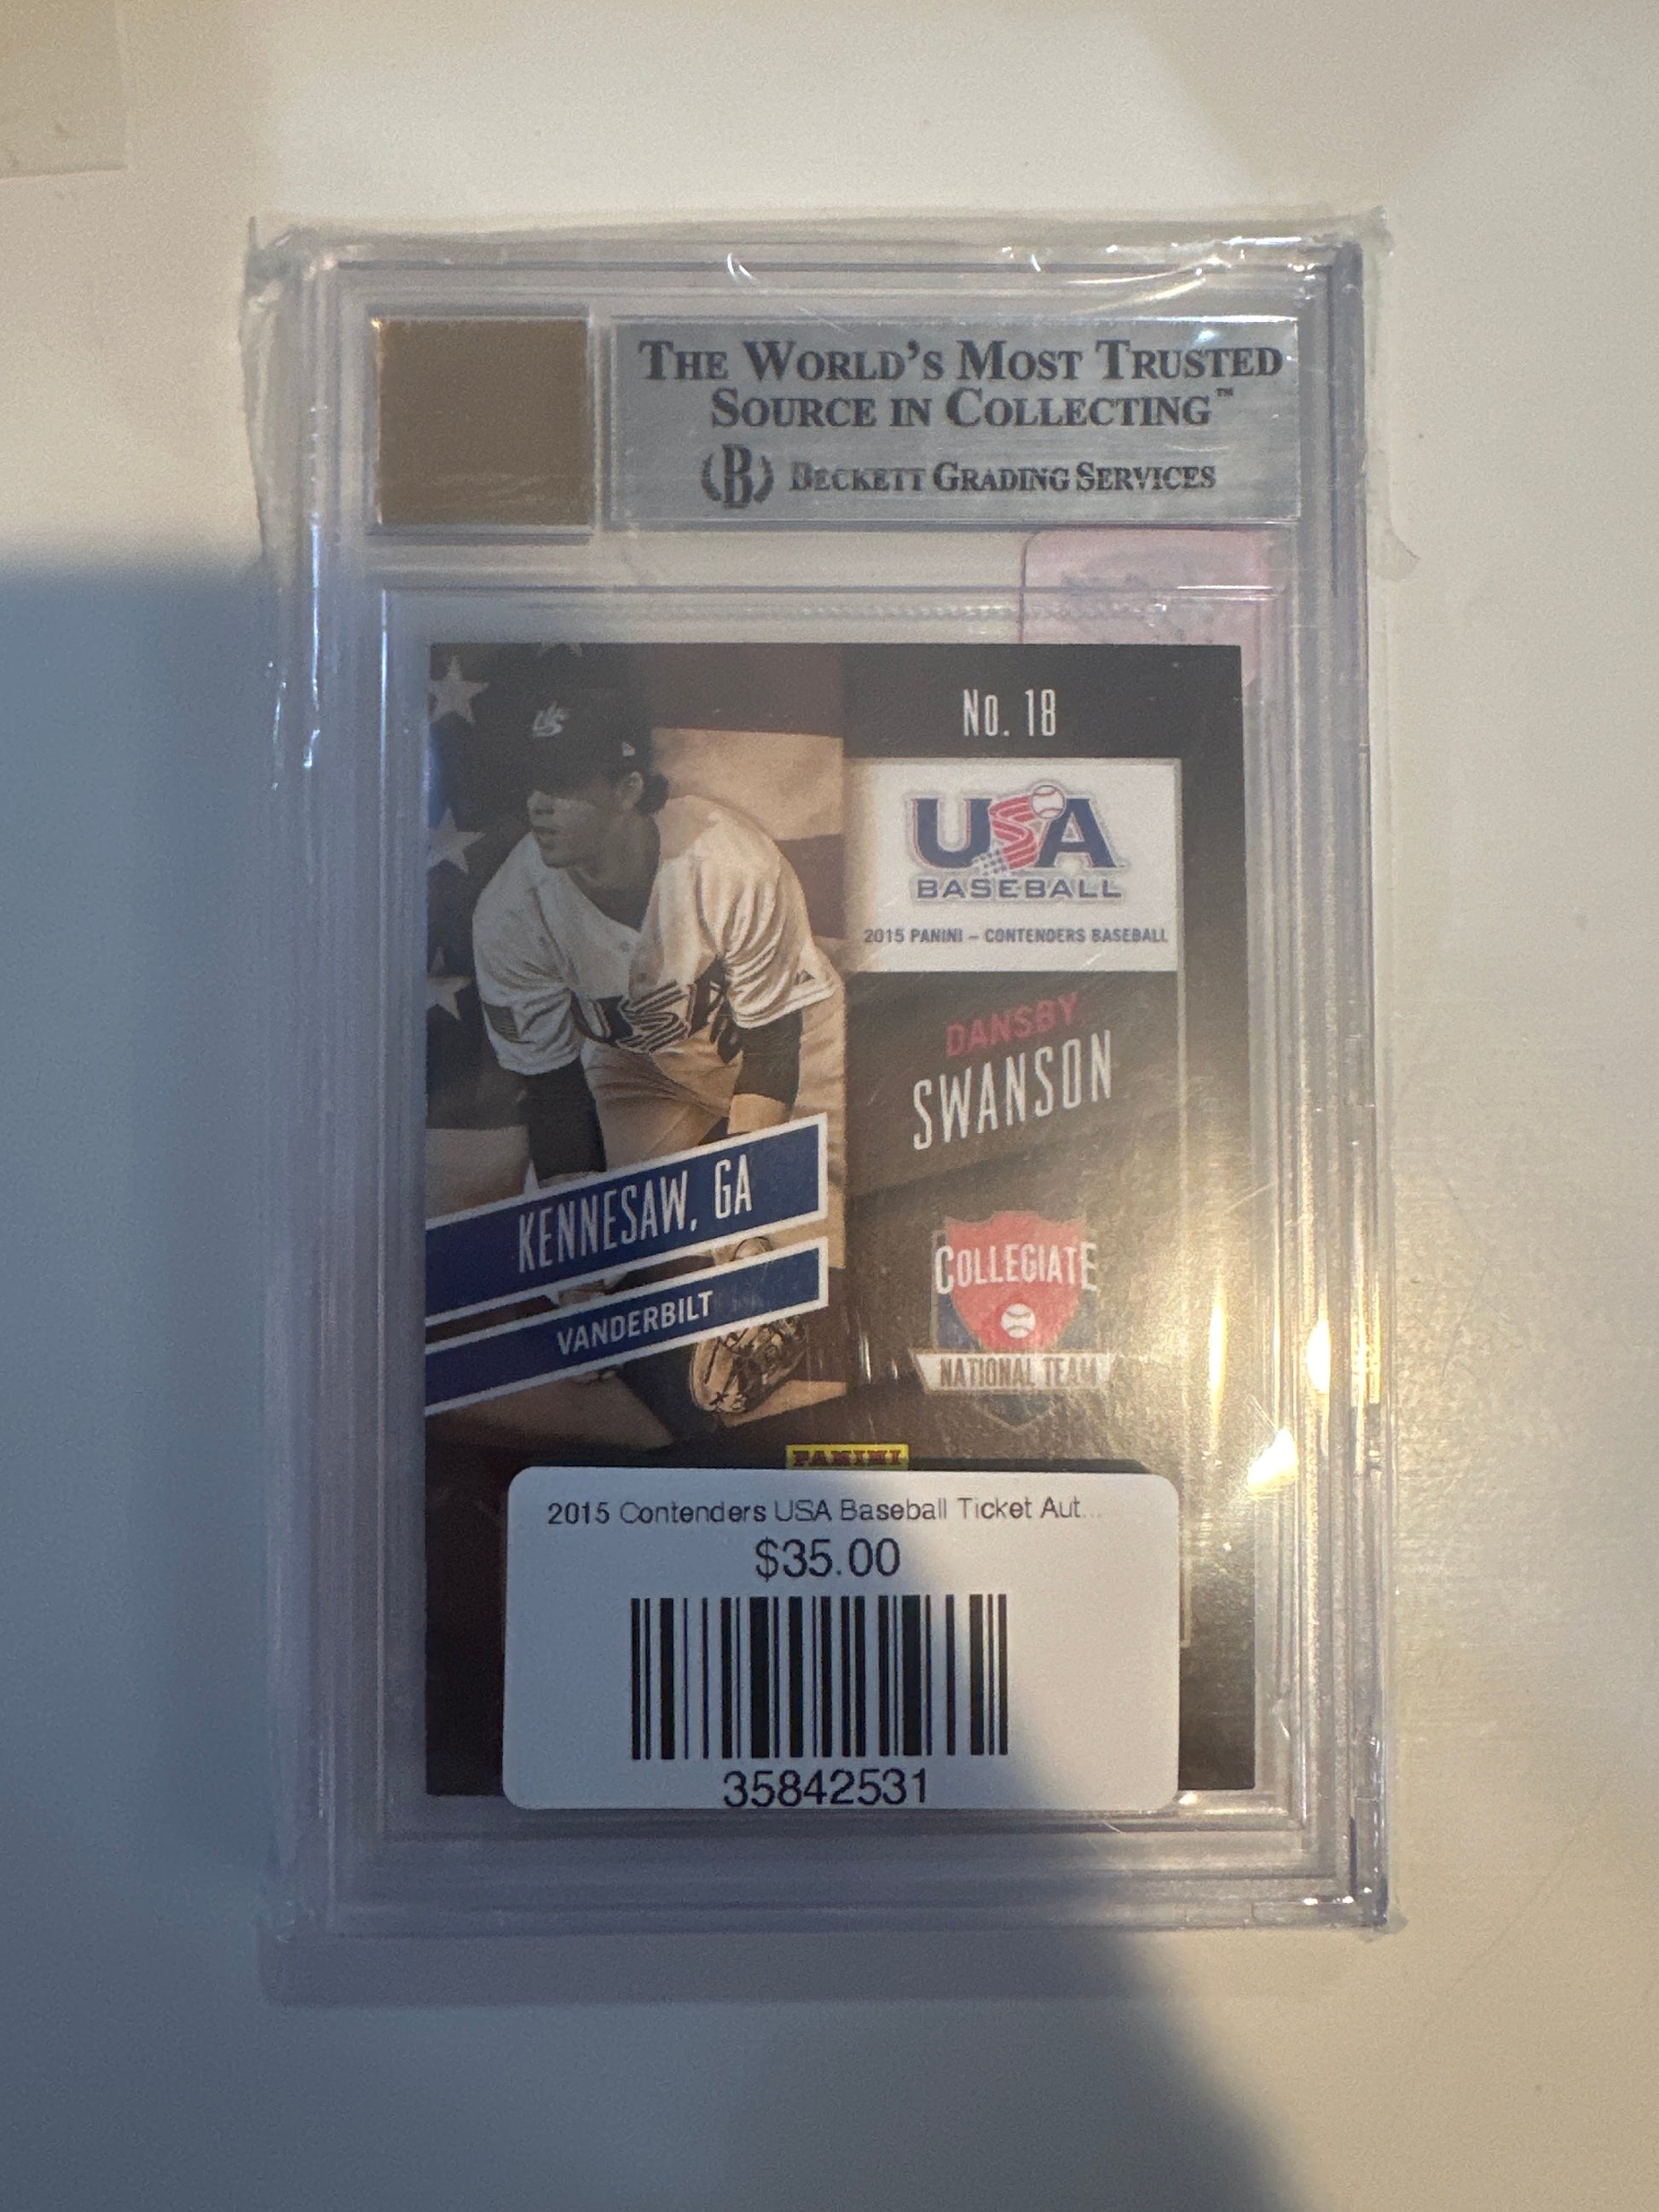 THE WORLD'S MOST TRUSTED
SOURCE IN COLLECTING™
B BECKETT GRADING SERVICES
No. 18
US
USA
BASEBALL
2015 PANINI – CONTENDERS BASEBALL
DANSBY
SWANSON
KENNESAW, GA
VANDERBILT
COLLEGIATE
NATIONAL TEAM
PANINI
2015 Contenders USA Baseball Ticket Aut...
$35.00
35842531